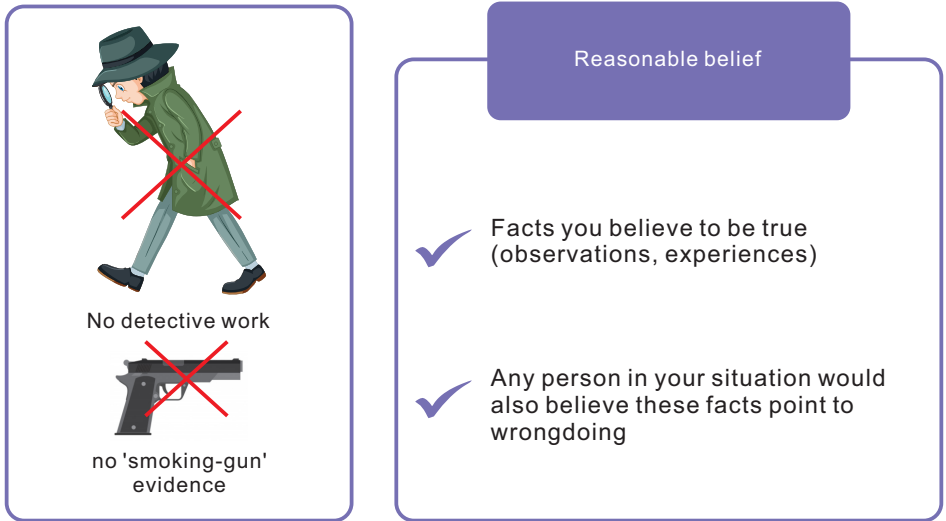 No detective work
no 'smoking-gun'
evidence
Reasonable belief
Facts you believe to be true
(observations, experiences)
Any person in your situation would
also believe these facts point to
wrongdoing